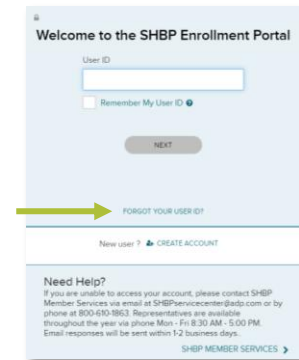 Welcome to the SHBP Enrollment Portal
User ID
Remember My User ID
NEXT
FORGOT YOUR USER ID?
New user ? CREATE ACCOUNT
Need Help?
If you are unable to access your account, please contact SHBP
Member Services via email at SHBPservicecenter@adp.com or by
phone at 800-610-1863. Representatives are available
throughout the year via phone Mon - Fri 8:30 AM - 5:00 PM.
Email responses will be sent within 1-2 business days.
SHBP MEMBER SERVICES